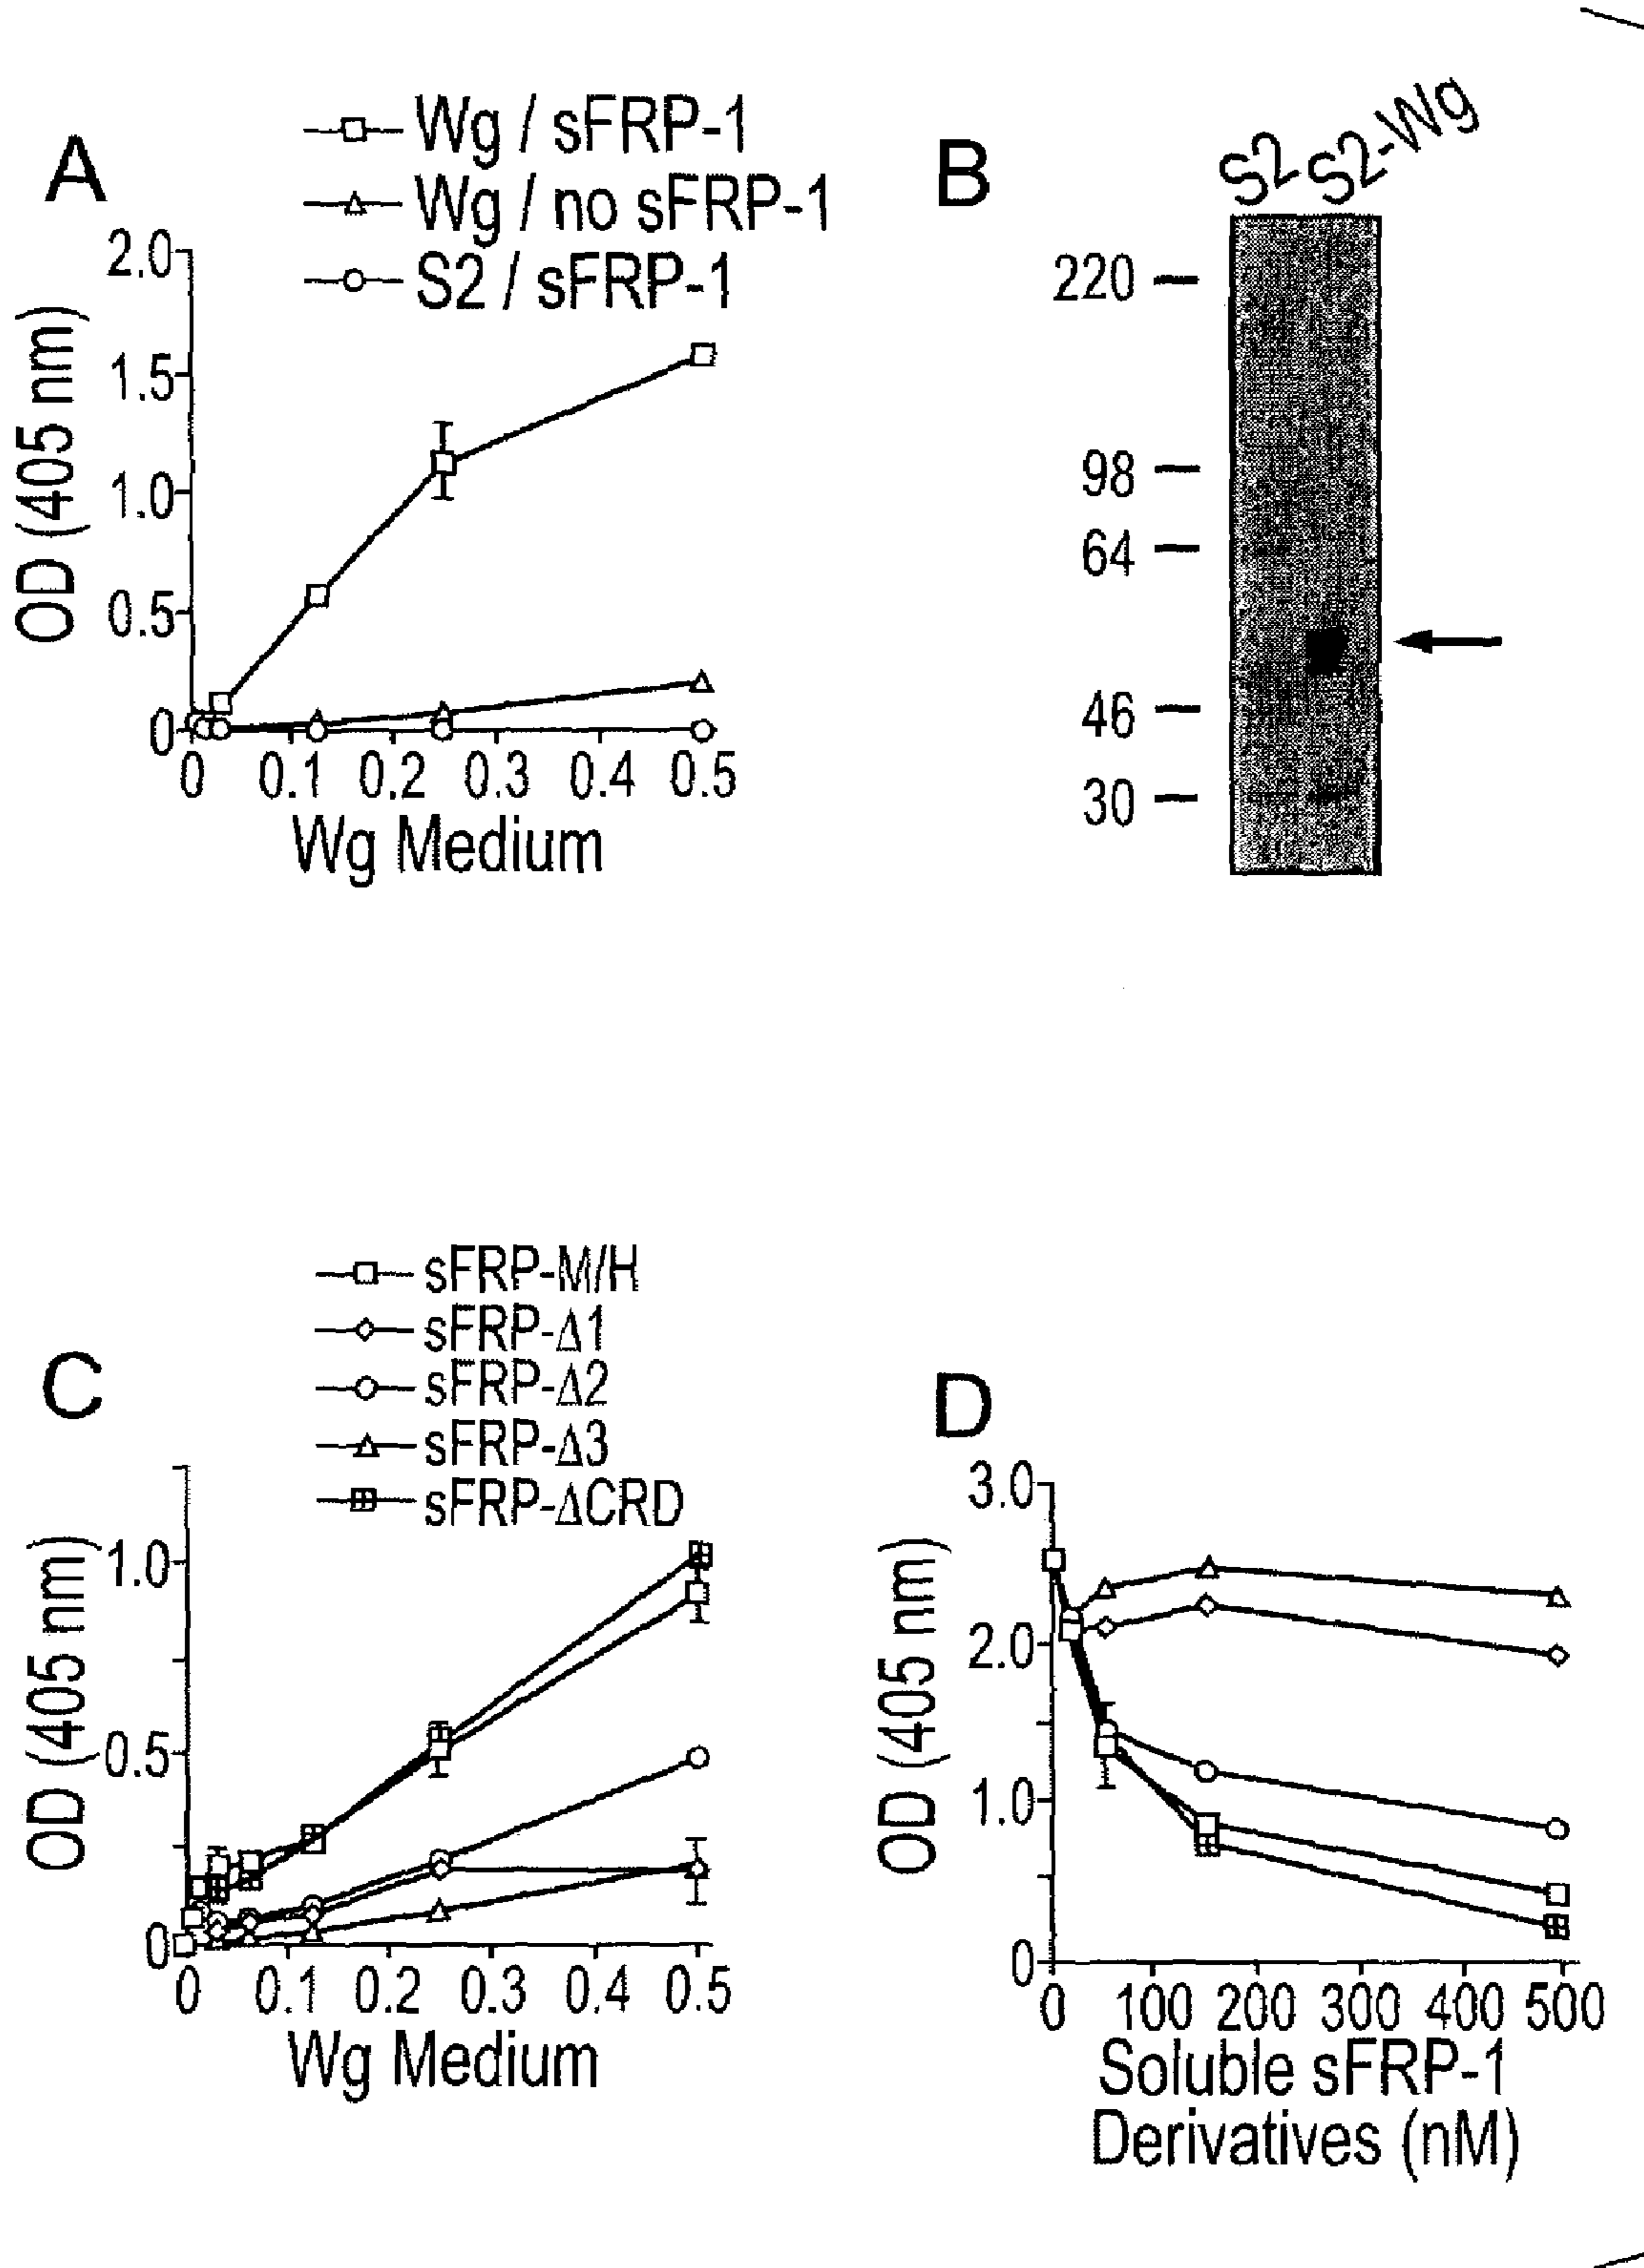 A
Wg / sFRP-1
Wg / no sFRP-1
S2 / sFRP-1
2.0
1.5
1.0
0.5
0
OD (405 nm)
0 0.1 0.2 0.3 0.4 0.5
Wg Medium
B
S2 S2-Wg
220
98
64
46
30
C
sFRP-M/H
sFRP-Δ1
sFRP-Δ2
sFRP-Δ3
sFRP-ΔCRD
1.0
0.5
0
OD (405 nm)
0 0.1 0.2 0.3 0.4 0.5
Wg Medium
D
3.0
2.0
1.0
0
OD (405 nm)
0 100 200 300 400 500
Soluble sFRP-1
Derivatives (nM)